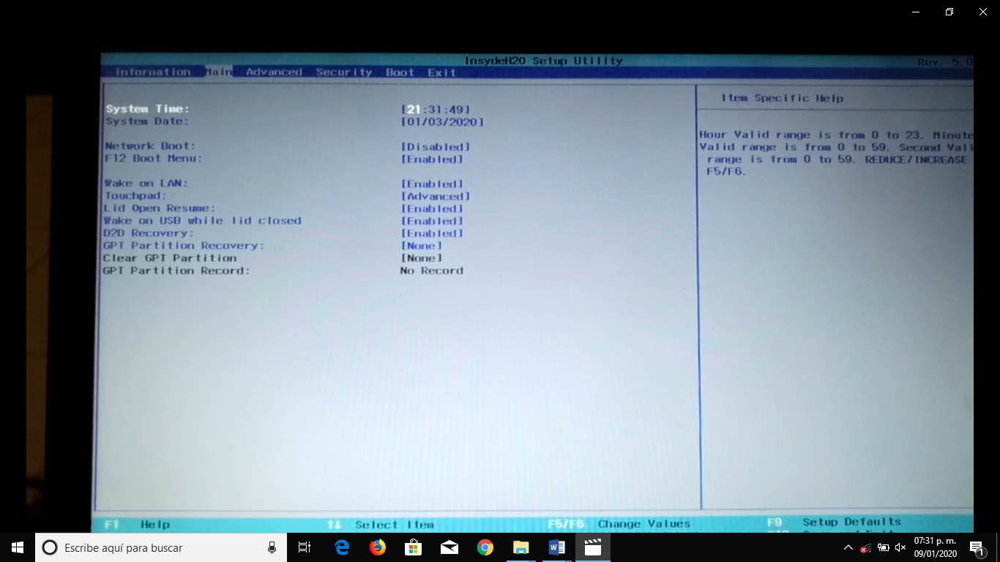 InsydeH20 Setup Utility
Rev. 5.0
Information Main Advanced Security Boot Exit
System Time: [21:31:49]
System Date: [01/03/2020]
Network Boot: [Disabled]
F12 Boot Menu: [Enabled]
Wake on LAN: [Enabled]
Touchpad: [Advanced]
Lid Open Resume: [Enabled]
Wake on USB while lid closed [Enabled]
D2D Recovery: [Enabled]
GPT Partition Recovery: [None]
Clear GPT Partition [None]
GPT Partition Record: No Record
Item Specific Help
Hour Valid range is from 0 to 23. Minute
Valid range is from 0 to 59. Second Vali
range is from 0 to 59. REDUCE/INCREASE
F5/F6.
F1 Help ↑↓ Select Item F5/F6 Change Values F9 Setup Defaults
Escribe aquí para buscar
07:31 p. m.
09/01/2020
1